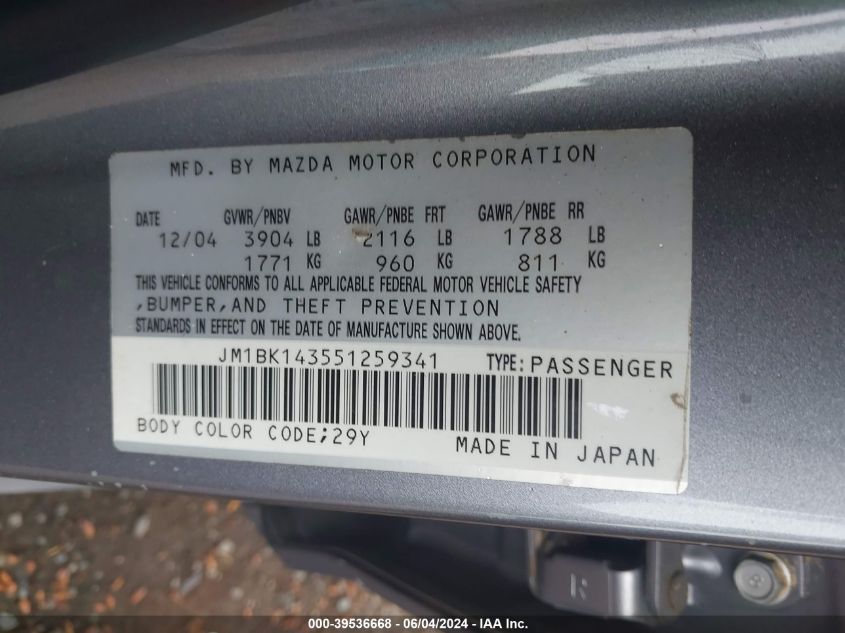 MFD. BY MAZDA MOTOR CORPORATION
DATE GVWR/PNBV GAWR/PNBE FRT GAWR/PNBE RR
12/04 3904 LB 2116 LB 1788 LB
1771 KG 960 KG 811 KG
THIS VEHICLE CONFORMS TO ALL APPLICABLE FEDERAL MOTOR VEHICLE SAFETY
,BUMPER,AND THEFT PREVENTION
STANDARDS IN EFFECT ON THE DATE OF MANUFACTURE SHOWN ABOVE.
JM1BK143551259341 TYPE:PASSENGER
BODY COLOR CODE;29Y MADE IN JAPAN
000-39536668 - 06/04/2024 - IAA Inc.